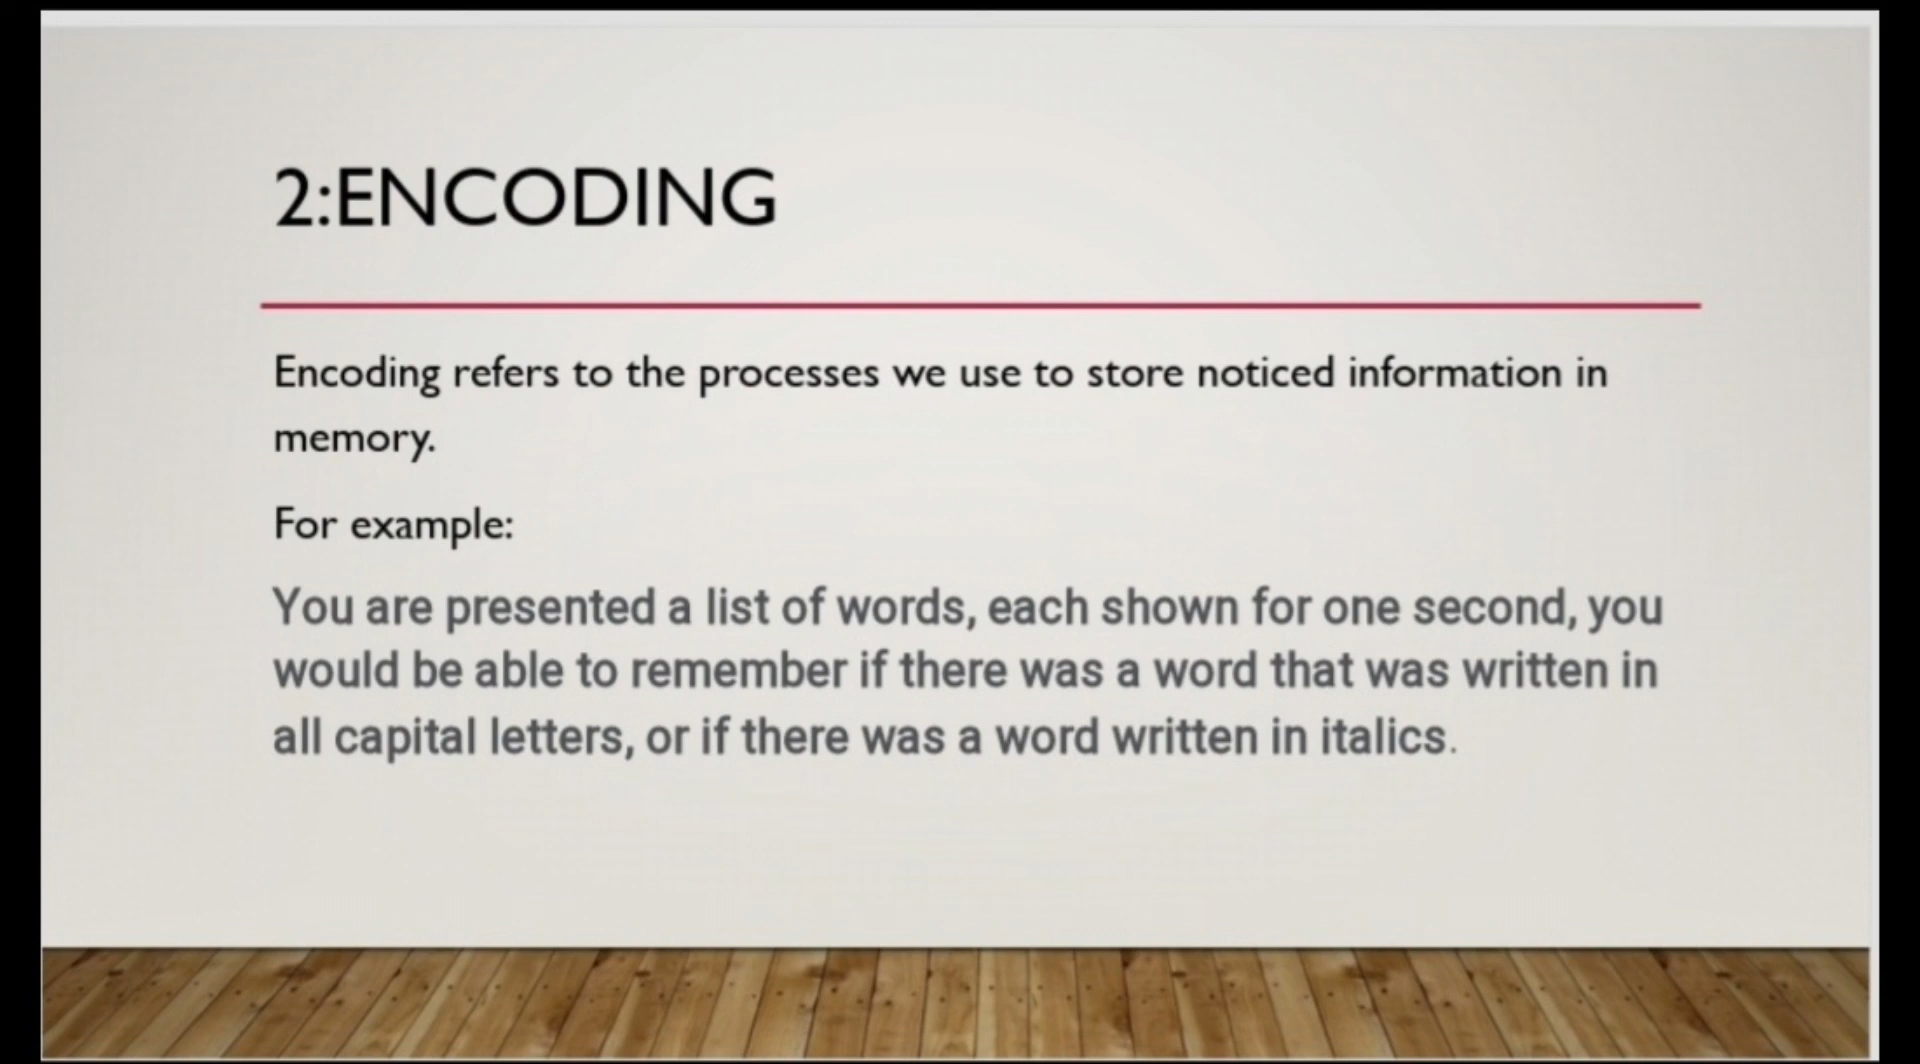 2:ENCODING
Encoding refers to the processes we use to store noticed information in
memory.
For example:
You are presented a list of words, each shown for one second, you
would be able to remember if there was a word that was written in
all capital letters, or if there was a word written in italics.